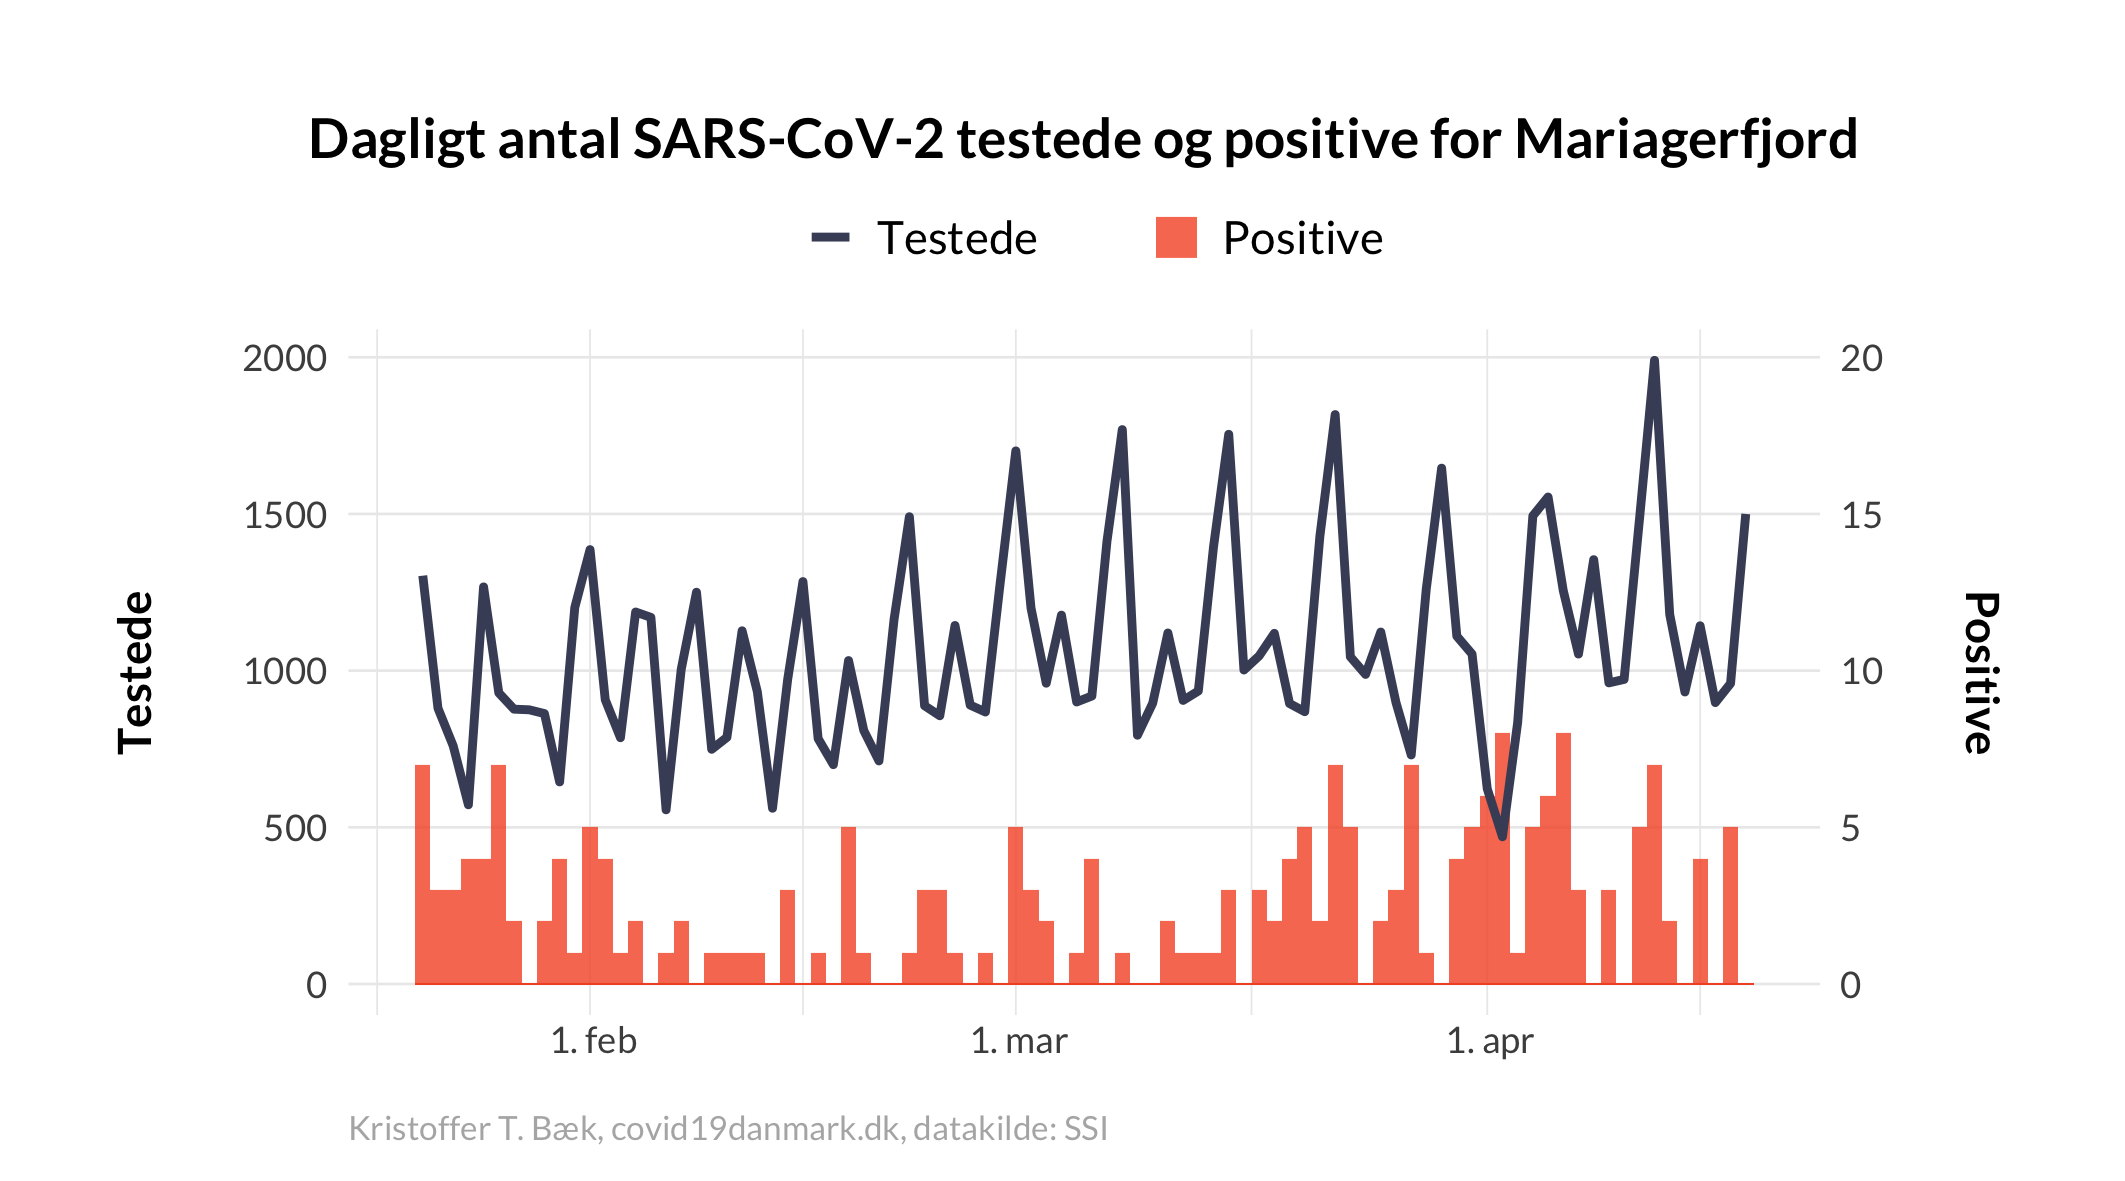 Dagligt antal SARS-CoV-2 testede og positive for Mariagerfjord
Testede Positive
2000 20
1500 15
1000 10
500 5
0 0
Testede
Positive
1. feb 1. mar 1. apr
Kristoffer T. Bæk, covid19danmark.dk, datakilde: SSI